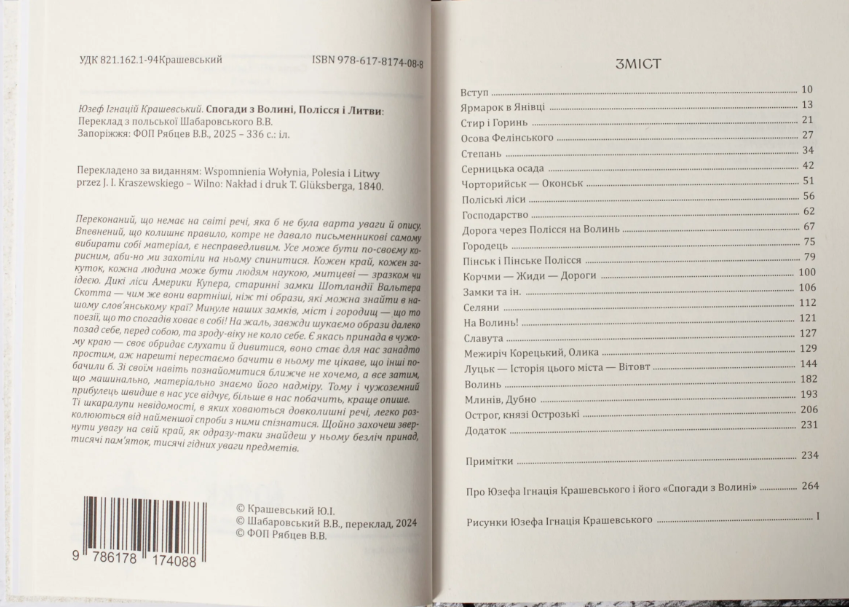 УДК 821.162.1-94Крашевський
ISBN 978-617-8174-08-8
Юзеф Ігнацій Крашевський. Спогади з Волині, Полісся і Литви:
Переклад з польської Шабаровського В.В.
Запоріжжя: ФОП Рябцев В.В., 2025 – 336 с.: іл.
Перекладено за виданням: Wspomnienia Wołynia, Polesia i Litwy
przez J. I. Kraszewskiego – Wilno: Nakład i druk T. Glüksberga, 1840.
Переконаний, що немає на світі речі, яка б не була варта уваги й опису.
Впевнений, що колишнє правило, котре не давало письменникові самому
вибирати собі матеріал, є несправедливим. Усе може бути по-своєму ко-
рисним, аби-но ми захотіли на ньому спинитися. Кожен край, кожен за-
куток, кожна людина може бути людям наукою, митцеві — зразком чи
ідеєю. Дикі ліси Америки Купера, старинні замки Шотландії Вальтера
Скотта — чим же вони вартніші, ніж ті образи, які можна знайти в на-
шому слов'янському краї? Минуле наших замків, міст і городищ — що то
поезії, що то спогадів ховає в собі! На жаль, завжди шукаємо образи далеко
позад себе, перед собою, та зроду-віку не коло себе. Є якась принада в чужо-
му краю — своє обридає слухати й дивитися, воно стає для нас занадто
простим, аж нарешті перестаємо бачити в ньому те цікаве, що інші по-
бачили б. Зі своїм навіть познайомитися ближче не хочемо, а все затим,
що машинально, матеріально знаємо його надміру. Тому і чужоземний
прибулець швидше в нас усе відчує, більше в нас побачить, краще опише.
Ті шкаралупи невідомості, в яких ховаються довколишні речі, легко роз-
колюються від найменшої спроби з ними спізнатися. Щойно захочеш звер-
нути увагу на свій край, як одразу-таки знайдеш у ньому безліч принад,
тисячі пам'яток, тисячі гідних уваги предметів.
9 786178 174088
© Крашевський Ю.І.
© Шабаровський В.В., переклад, 2024
© ФОП Рябцев В.В.
ЗМІСТ
Вступ 10
Ярмарок в Янівці 13
Стир і Горинь 21
Осова Фелінського 27
Степань 34
Серницька осада 42
Чорторийськ — Оконськ 51
Поліські ліси 56
Господарство 62
Дорога через Полісся на Волинь 67
Городець 75
Пінськ і Пінське Полісся 79
Корчми — Жиди — Дороги 100
Замки та ін. 106
Селяни 112
На Волинь! 121
Славута 127
Межиріч Корецький, Олика 129
Луцьк — Історія цього міста — Вітовт 144
Волинь 182
Млинів, Дубно 193
Острог, князі Острозькі 206
Додаток 231
Примітки 234
Про Юзефа Ігнація Крашевського і його «Спогади з Волині» 264
Рисунки Юзефа Ігнація Крашевського I